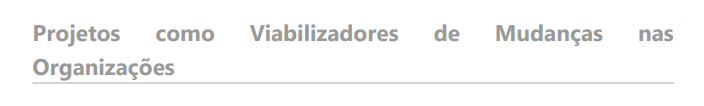 Projetos como Viabilizadores de Mudanças nas
Organizações